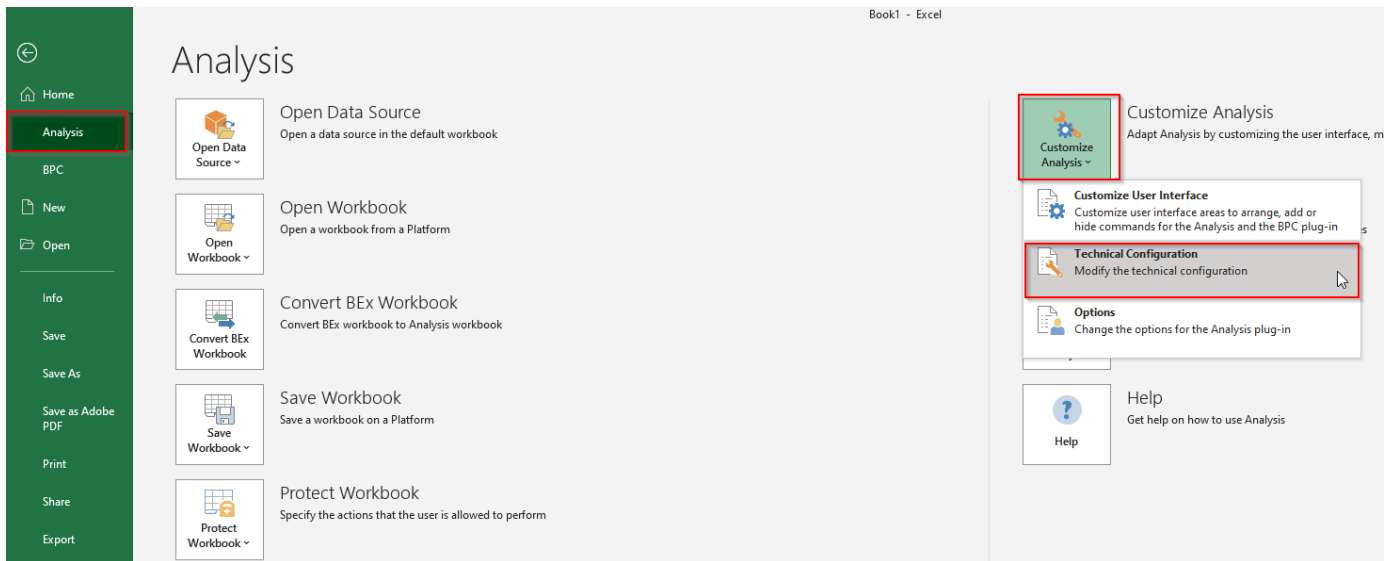 Book1 - Excel
Home
Analysis
BPC
New
Open
Info
Save
Save As
Save as Adobe
PDF
Print
Share
Export
Analysis
Open Data
Source
Open Data Source
Open a data source in the default workbook
Open
Workbook
Open Workbook
Open a workbook from a Platform
Convert BEx
Workbook
Convert BEx Workbook
Convert BEx workbook to Analysis workbook
Save
Workbook
Save Workbook
Save a workbook on a Platform
Protect
Workbook
Protect Workbook
Specify the actions that the user is allowed to perform
Customize
Analysis
Customize Analysis
Adapt Analysis by customizing the user interface, m
Customize User Interface
Customize user interface areas to arrange, add or
hide commands for the Analysis and the BPC plug-in
Technical Configuration
Modify the technical configuration
Options
Change the options for the Analysis plug-in
Help
Help
Get help on how to use Analysis